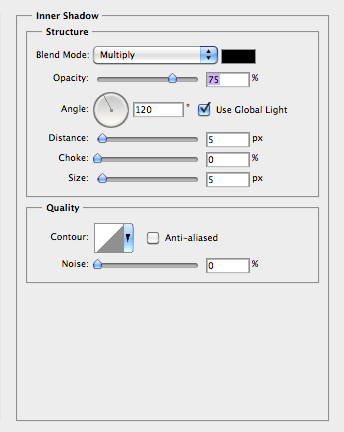 Inner Shadow
Structure
Blend Mode: Multiply
Opacity: 75 %
Angle: 120 ° Use Global Light
Distance: 5 px
Choke: 0 %
Size: 5 px
Quality
Contour: Anti-aliased
Noise: 0 %